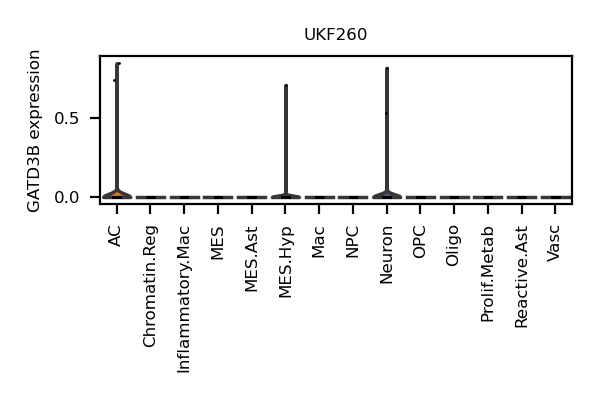 UKF260
GATD3B expression
0.5
0.0
AC
Chromatin.Reg
Inflammatory.Mac
MES
MES.Ast
MES.Hyp
Mac
NPC
Neuron
OPC
Oligo
Prolif.Metab
Reactive.Ast
Vasc